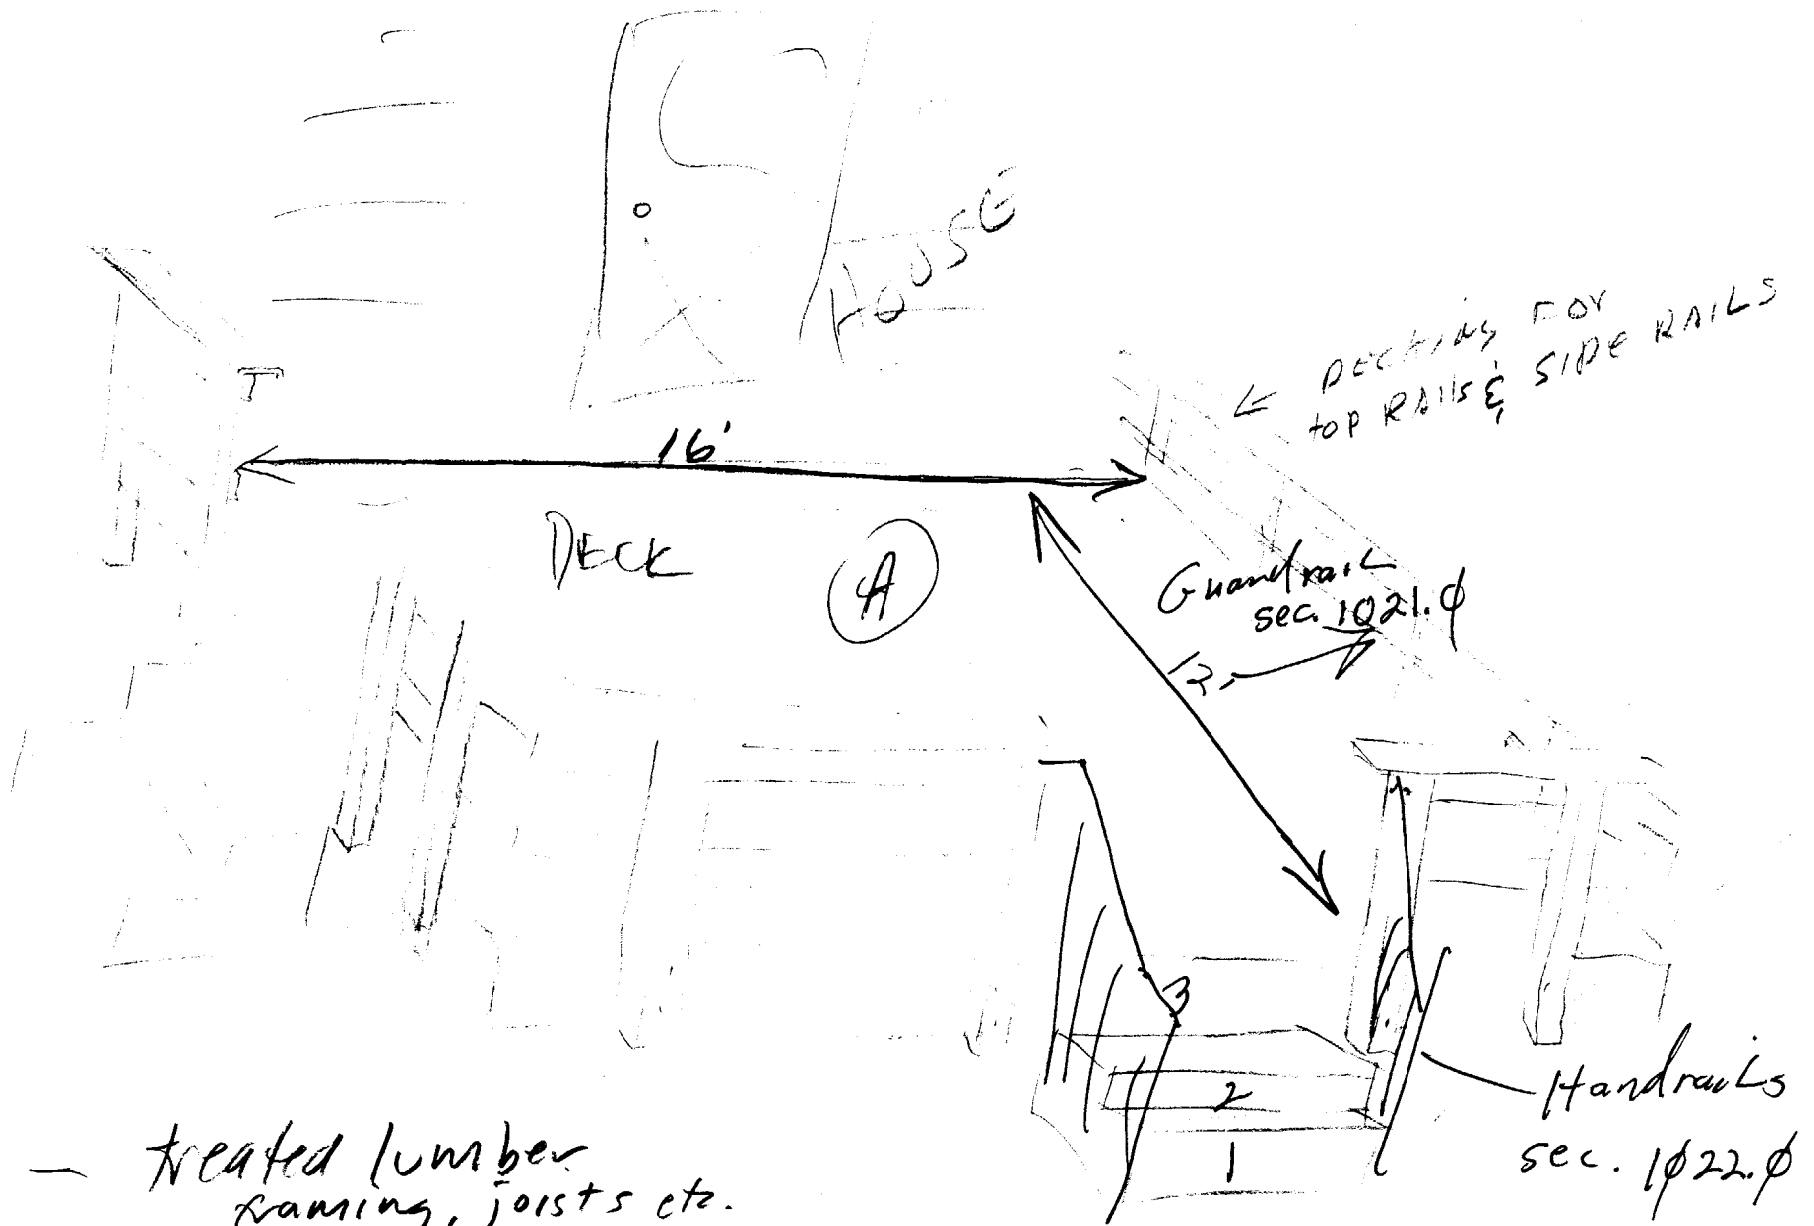 HOUSE
← DECKING FOR
top RAILS & SIDE RAILS
16'
DECK
A
Guardrail
sec. 1021.0
12'
3
2
1
Handrails
sec. 1022.0
— treated lumber
framing, joists etc.